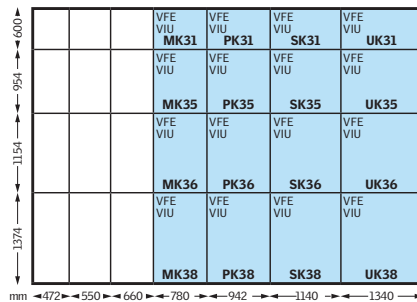 600
VFE VFE VFE VFE
VIU VIU VIU VIU
MK31 PK31 SK31 UK31
954
VFE VFE VFE VFE
VIU VIU VIU VIU
MK35 PK35 SK35 UK35
1154
VFE VFE VFE VFE
VIU VIU VIU VIU
MK36 PK36 SK36 UK36
1374
VFE VFE VFE VFE
VIU VIU VIU VIU
MK38 PK38 SK38 UK38
mm 472 550 660 780 942 1140 1340